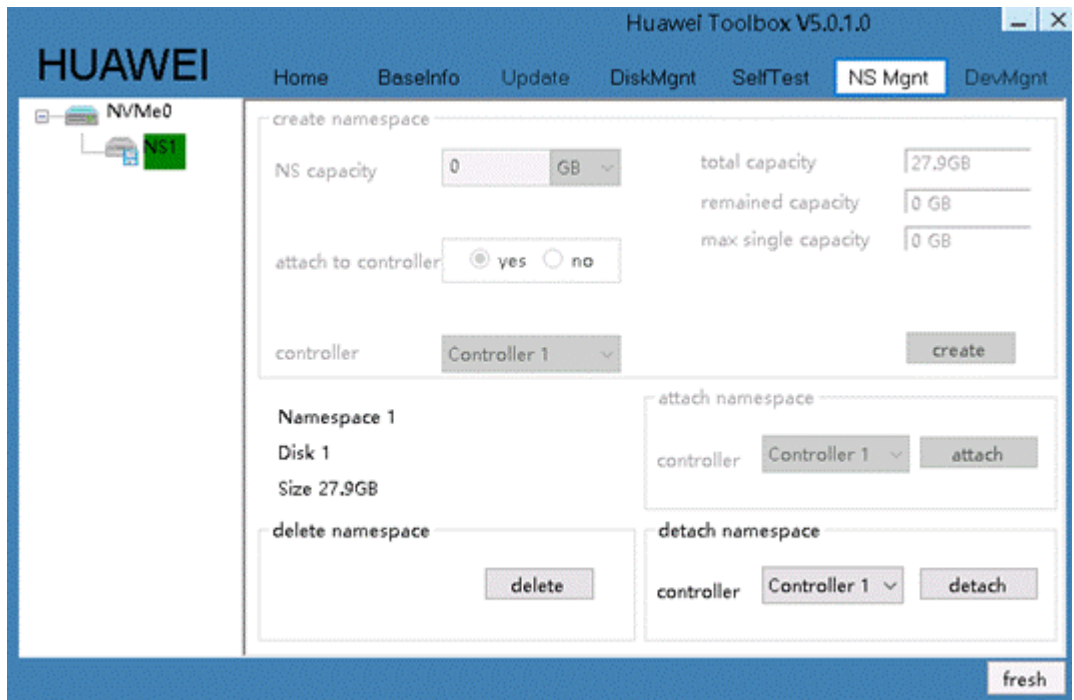 Huawei Toolbox V5.0.1.0
HUAWEI
Home BaseInfo Update DiskMgnt SelfTest NS Mgnt DevMgnt
NVMe0
NS1
create namespace
NS capacity 0 GB
total capacity 27.9GB
remained capacity 0 GB
max single capacity 0 GB
attach to controller yes no
controller Controller 1 create
Namespace 1
Disk 1
Size 27.9GB
attach namespace
controller Controller 1 attach
delete namespace
delete
detach namespace
controller Controller 1 detach
fresh